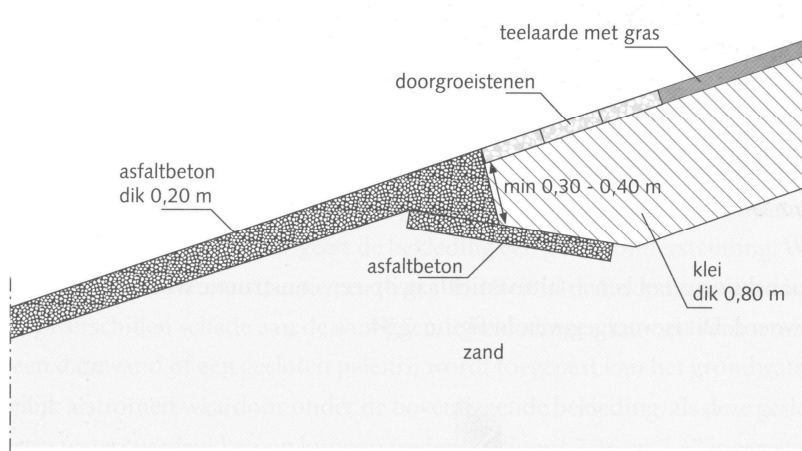 teelaarde met gras
doorgroeistenen
asfaltbeton
dik 0,20 m
min 0,30 - 0,40 m
asfaltbeton
klei
dik 0,80 m
zand